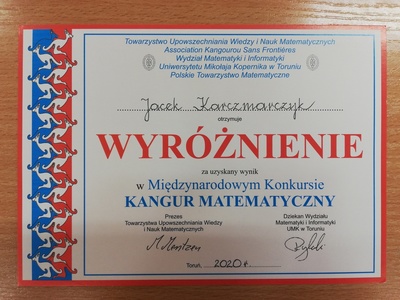 Towarzystwo Upowszechniania Wiedzy i Nauk Matematycznych
Association Kangourou Sans Frontières
Wydział Matematyki i Informatyki
Uniwersytetu Mikołaja Kopernika w Toruniu
Polskie Towarzystwo Matematyczne
Jacek Karczmarczyk
otrzymuje
WYRÓŻNIENIE
za uzyskany wynik
w Międzynarodowym Konkursie
KANGUR MATEMATYCZNY
Prezes
Towarzystwa Upowszechniania Wiedzy
i Nauk Matematycznych
Dziekan Wydziału
Matematyki i Informatyki
UMK w Toruniu
Toruń, 2020 r.